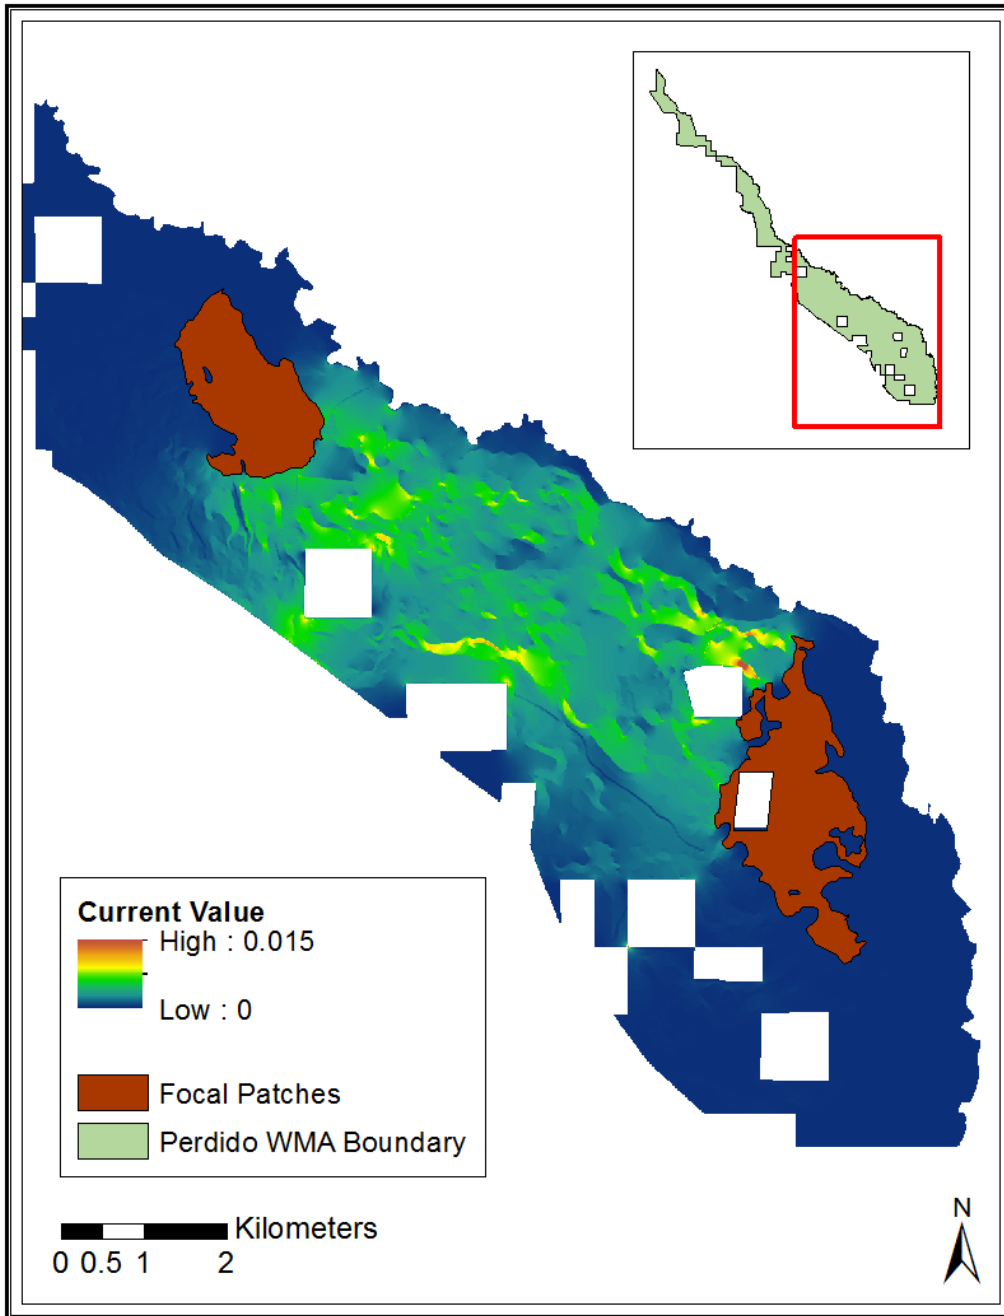 Current Value
High : 0.015
Low : 0
Focal Patches
Perdido WMA Boundary
Kilometers
0 0.5 1 2
N